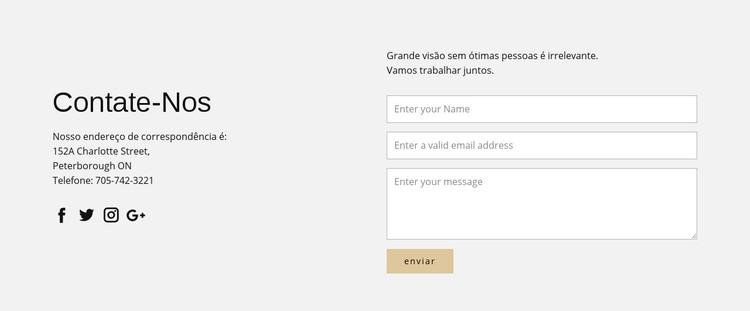 Contate-Nos
Nosso endereço de correspondência é:
152A Charlotte Street,
Peterborough ON
Telefone: 705-742-3221
Grande visão sem ótimas pessoas é irrelevante.
Vamos trabalhar juntos.
Enter your Name
Enter a valid email address
Enter your message
enviar